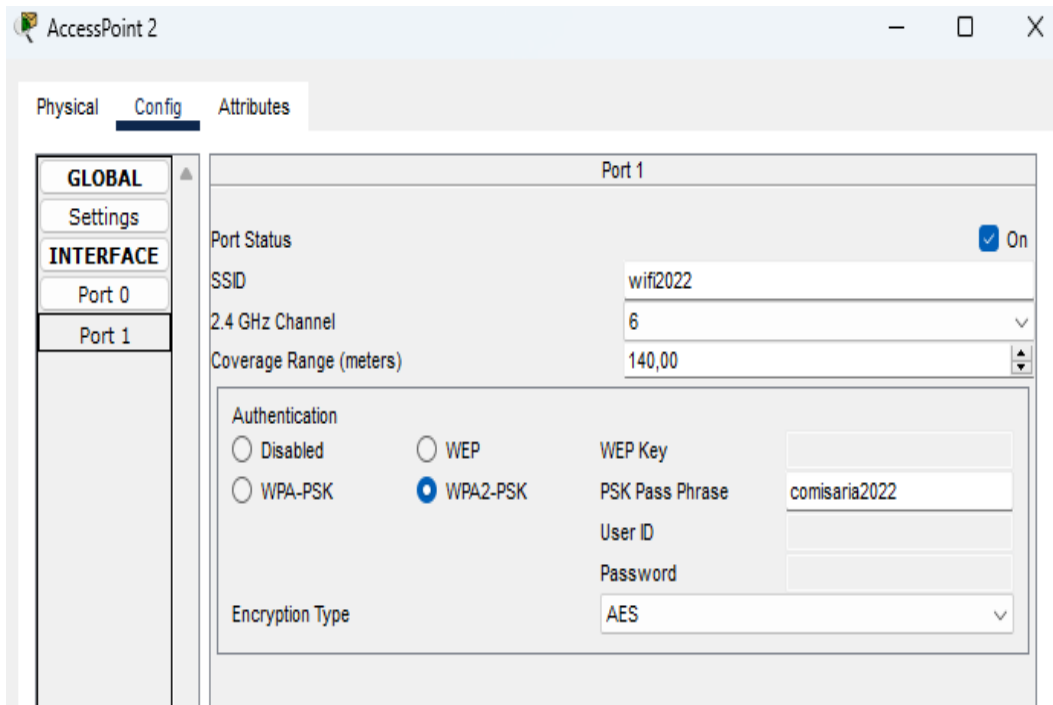 AccessPoint 2
Physical Config Attributes
GLOBAL
Settings
INTERFACE
Port 0
Port 1
Port 1
Port Status On
SSID wifi2022
2.4 GHz Channel 6
Coverage Range (meters) 140,00
Authentication
Disabled WEP WEP Key
WPA-PSK WPA2-PSK PSK Pass Phrase comisaria2022
User ID
Password
Encryption Type AES